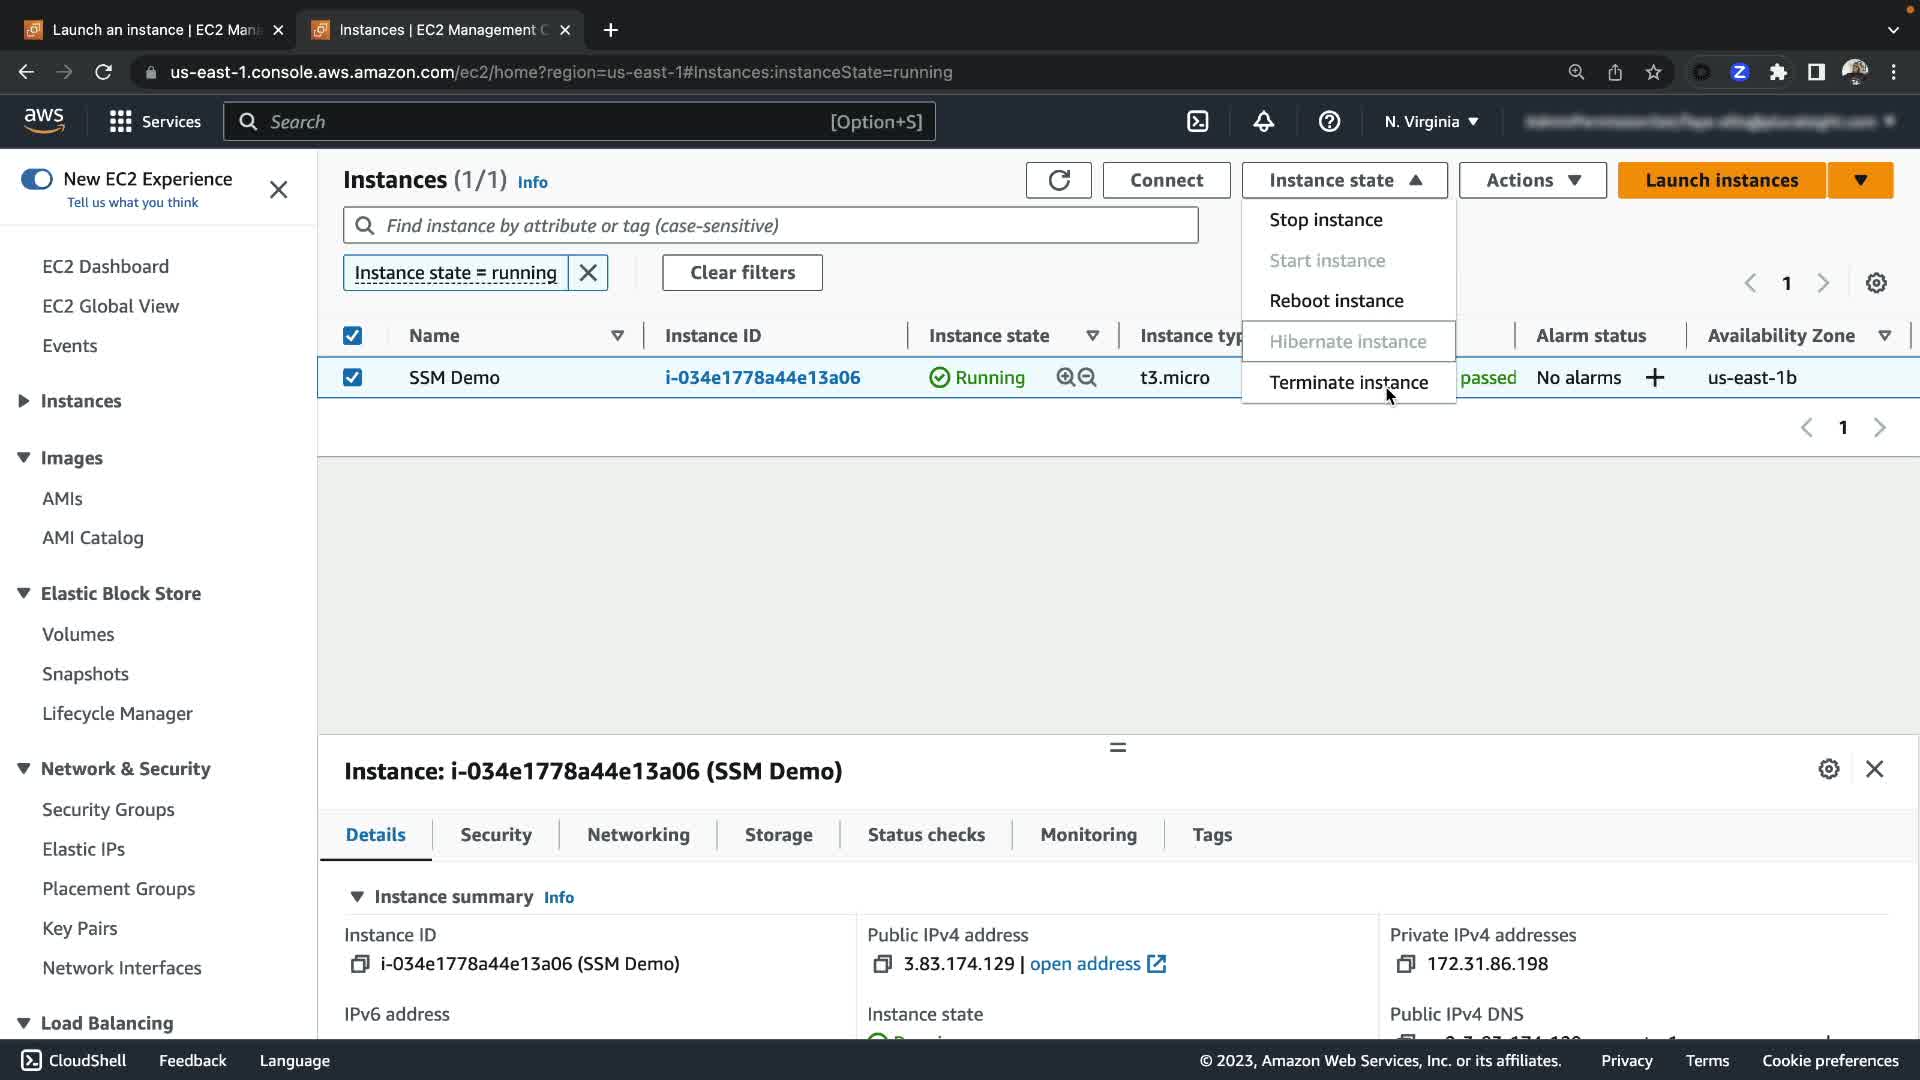 Launch an instance | EC2 Mana
Instances | EC2 Management C
us-east-1.console.aws.amazon.com/ec2/home?region=us-east-1#Instances:instanceState=running
aws
Services
Search
[Option+S]
N. Virginia
New EC2 Experience
Tell us what you think
EC2 Dashboard
EC2 Global View
Events
Instances
Images
AMIs
AMI Catalog
Elastic Block Store
Volumes
Snapshots
Lifecycle Manager
Network & Security
Security Groups
Elastic IPs
Placement Groups
Key Pairs
Network Interfaces
Load Balancing
Instances (1/1) Info
Connect
Instance state
Actions
Launch instances
Stop instance
Start instance
Reboot instance
Hibernate instance
Terminate instance
Find instance by attribute or tag (case-sensitive)
Instance state = running
Clear filters
1
Name
Instance ID
Instance state
Instance typ
Alarm status
Availability Zone
SSM Demo
i-034e1778a44e13a06
Running
t3.micro
passed
No alarms
us-east-1b
1
Instance: i-034e1778a44e13a06 (SSM Demo)
Details
Security
Networking
Storage
Status checks
Monitoring
Tags
Instance summary Info
Instance ID
i-034e1778a44e13a06 (SSM Demo)
Public IPv4 address
3.83.174.129 | open address
Private IPv4 addresses
172.31.86.198
IPv6 address
Instance state
Public IPv4 DNS
CloudShell
Feedback
Language
© 2023, Amazon Web Services, Inc. or its affiliates.
Privacy
Terms
Cookie preferences